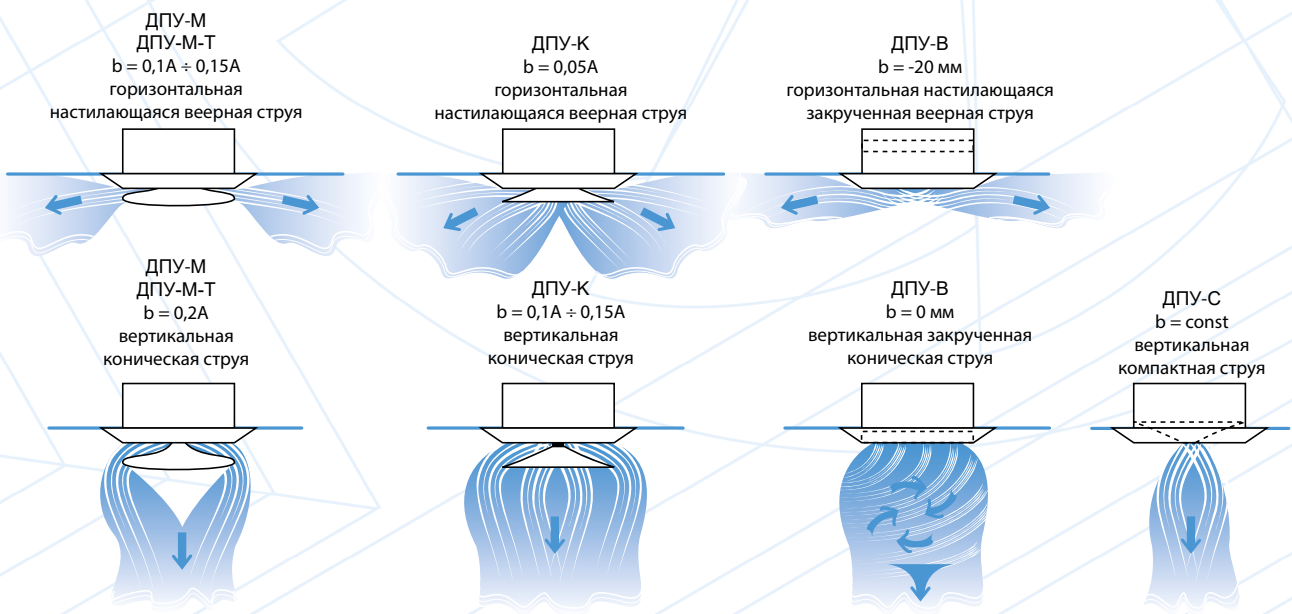 ДПУ-М
ДПУ-М-Т
b = 0,1A ÷ 0,15A
горизонтальная
настилающаяся веерная струя
ДПУ-К
b = 0,05A
горизонтальная
настилающаяся веерная струя
ДПУ-В
b = -20 мм
горизонтальная настилающаяся
закрученная веерная струя
ДПУ-М
ДПУ-М-Т
b = 0,2A
вертикальная
коническая струя
ДПУ-К
b = 0,1A ÷ 0,15A
вертикальная
коническая струя
ДПУ-В
b = 0 мм
вертикальная закрученная
коническая струя
ДПУ-С
b = const
вертикальная
компактная струя